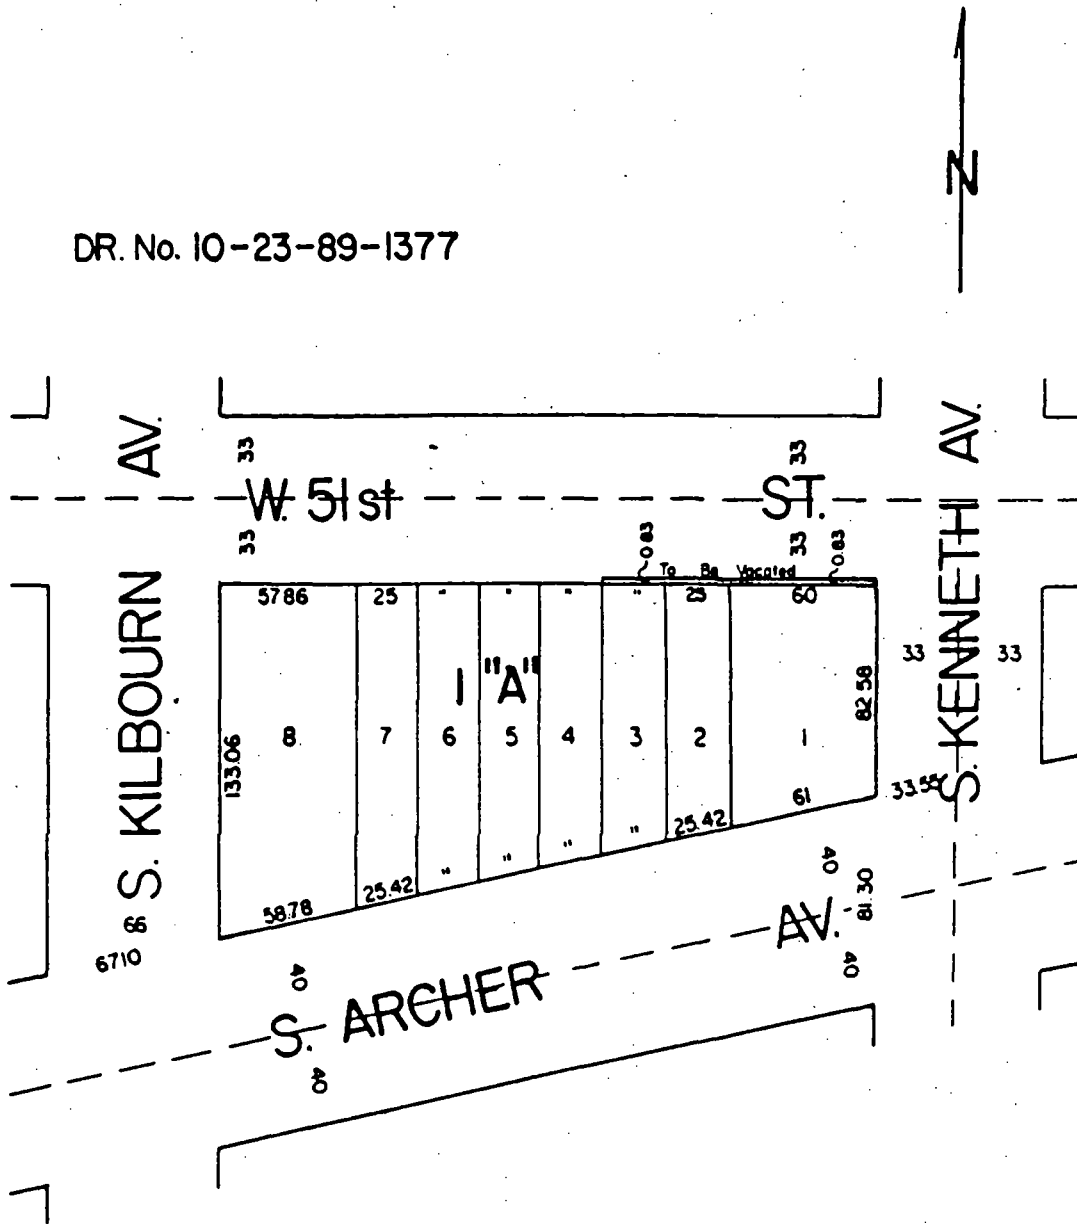 N
DR. No. 10-23-89-1377
S. KILBOURN AV.
S. KENNETH AV.
33 33
W. 51st ST.
33 33
0.83 0.83
To Be Vacated
5786 25 " " " " 25 60
33 33
1 "A"
82.58
133.06
8 7 6 5 4 3 2 1
61
33.55
58.78 25.42 " " " " 25.42
66
6710
40 81.30
S. ARCHER AV.
40 40
40